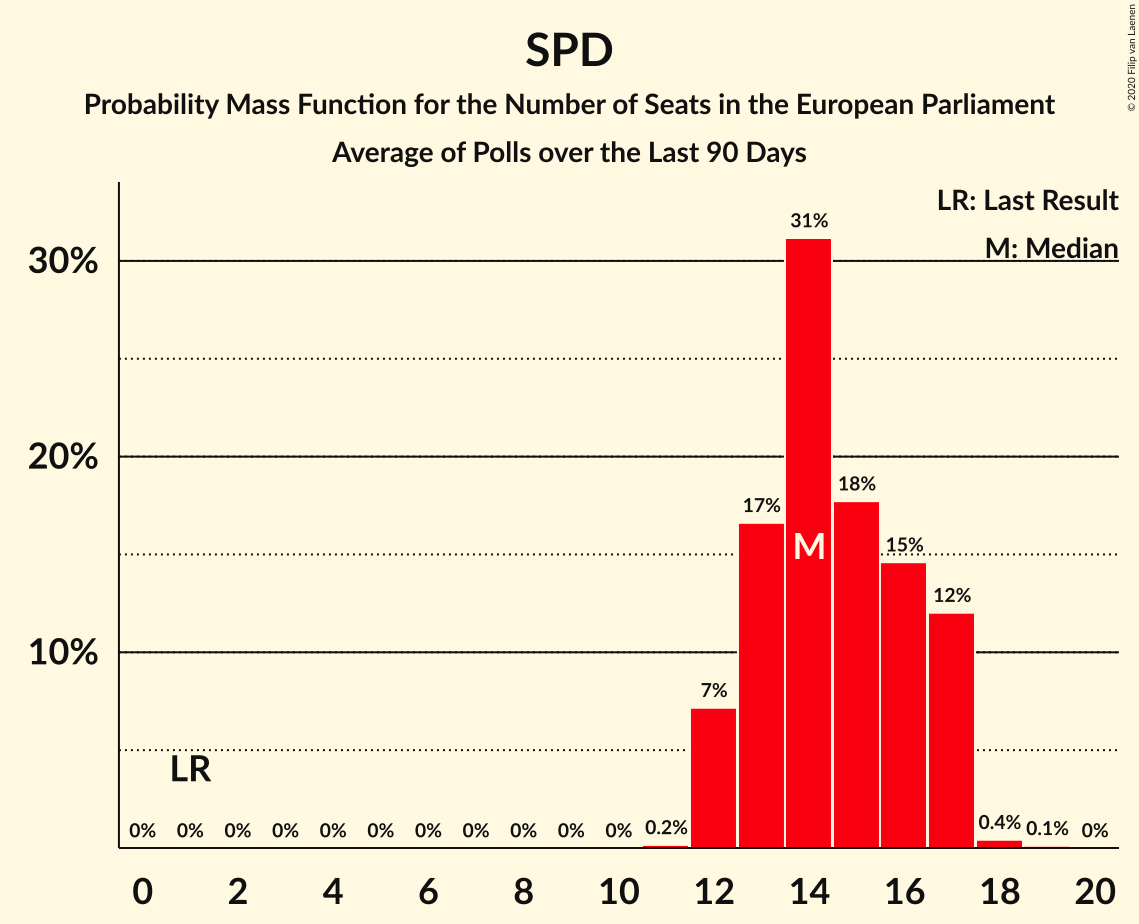 SPD
Probability Mass Function for the Number of Seats in the European Parliament
Average of Polls over the Last 90 Days
© 2020 Filip van Laenen
LR: Last Result
M: Median
30%
20%
10%
31%
18%
17%
M
15%
12%
7%
LR
0% 0% 0% 0% 0% 0% 0% 0% 0% 0% 0% 0.2% 0.4% 0.1% 0%
0 2 4 6 8 10 12 14 16 18 20